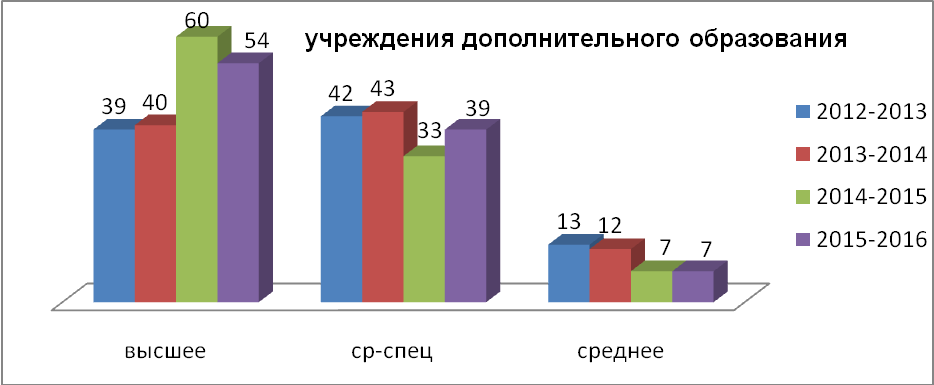 учреждения дополнительного образования
39 40 60 54
42 43 33 39
13 12 7 7
высшее ср-спец среднее
2012-2013
2013-2014
2014-2015
2015-2016